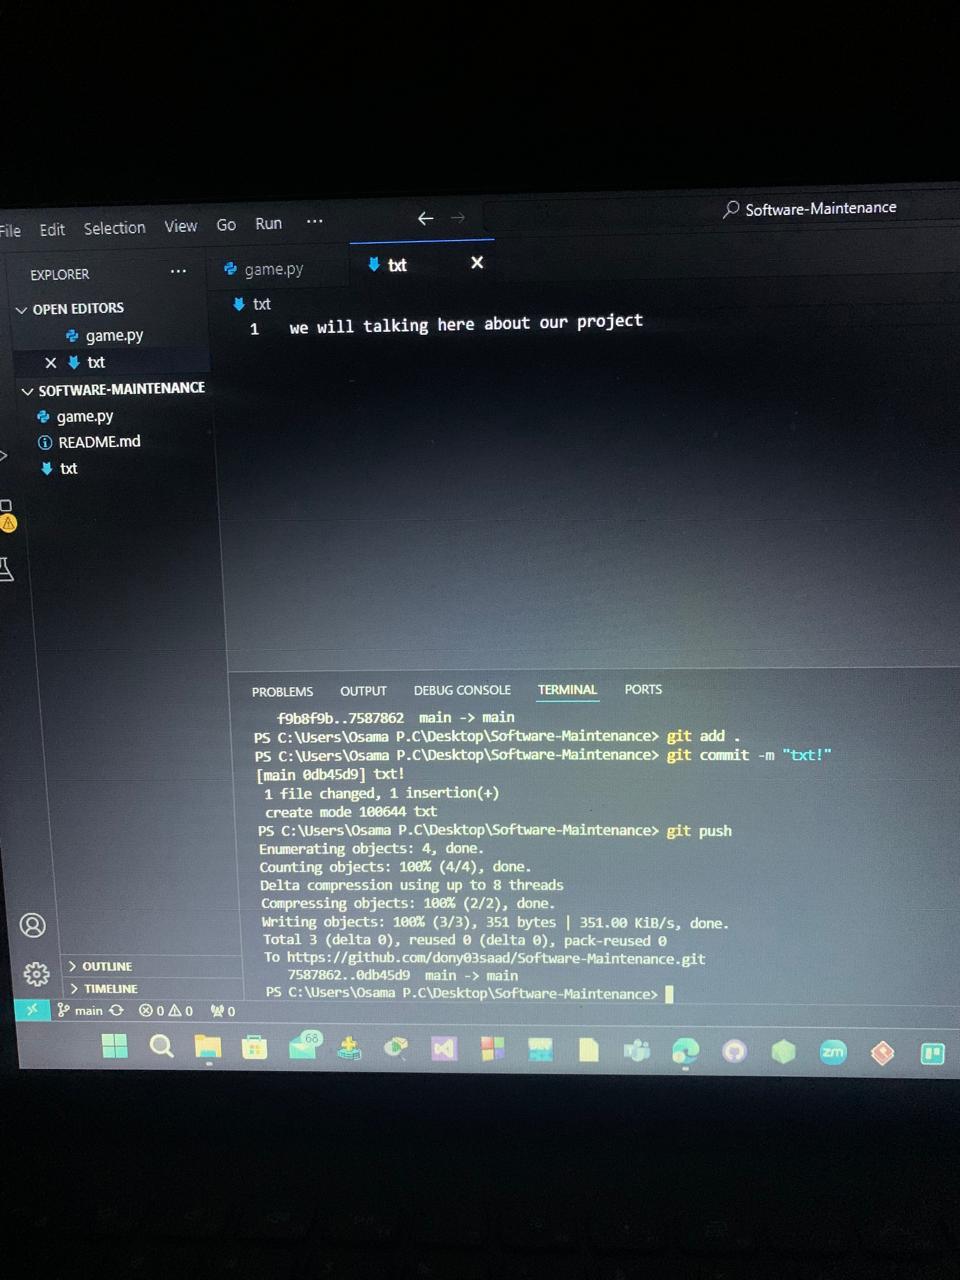 File Edit Selection View Go Run ... Software-Maintenance
EXPLORER ...
OPEN EDITORS
game.py
txt
SOFTWARE-MAINTENANCE
game.py
README.md
txt
game.py txt
txt
1 we will talking here about our project
PROBLEMS OUTPUT DEBUG CONSOLE TERMINAL PORTS
f9b8f9b..7587862 main -> main
PS C:\Users\Osama P.C\Desktop\Software-Maintenance> git add .
PS C:\Users\Osama P.C\Desktop\Software-Maintenance> git commit -m "txt!"
[main 0db45d9] txt!
1 file changed, 1 insertion(+)
create mode 100644 txt
PS C:\Users\Osama P.C\Desktop\Software-Maintenance> git push
Enumerating objects: 4, done.
Counting objects: 100% (4/4), done.
Delta compression using up to 8 threads
Compressing objects: 100% (2/2), done.
Writing objects: 100% (3/3), 351 bytes | 351.00 KiB/s, done.
Total 3 (delta 0), reused 0 (delta 0), pack-reused 0
To https://github.com/dony03saad/Software-Maintenance.git
7587862..0db45d9 main -> main
PS C:\Users\Osama P.C\Desktop\Software-Maintenance>
OUTLINE
TIMELINE
main 0 0 0
68
zm